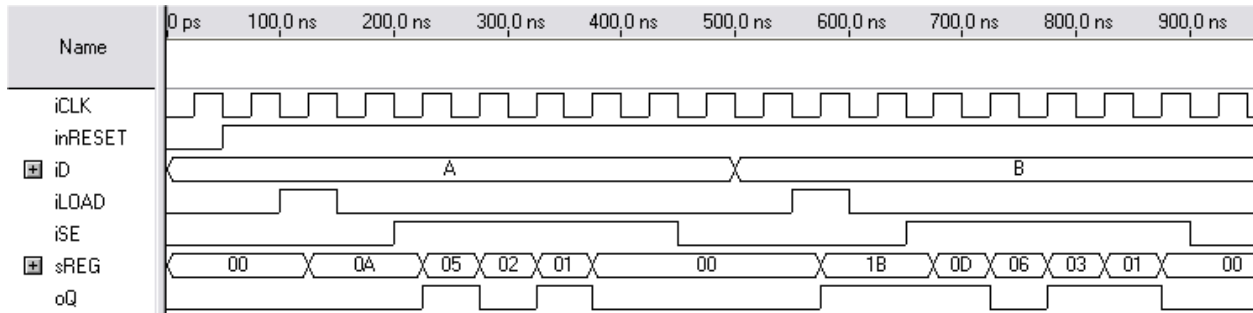 Name 0 ps 100,0 ns 200,0 ns 300,0 ns 400,0 ns 500,0 ns 600,0 ns 700,0 ns 800,0 ns 900,0 ns
iCLK
inRESET
iD A B
iLOAD
iSE
sREG 00 0A 05 02 01 00 1B 0D 06 03 01 00
oQ